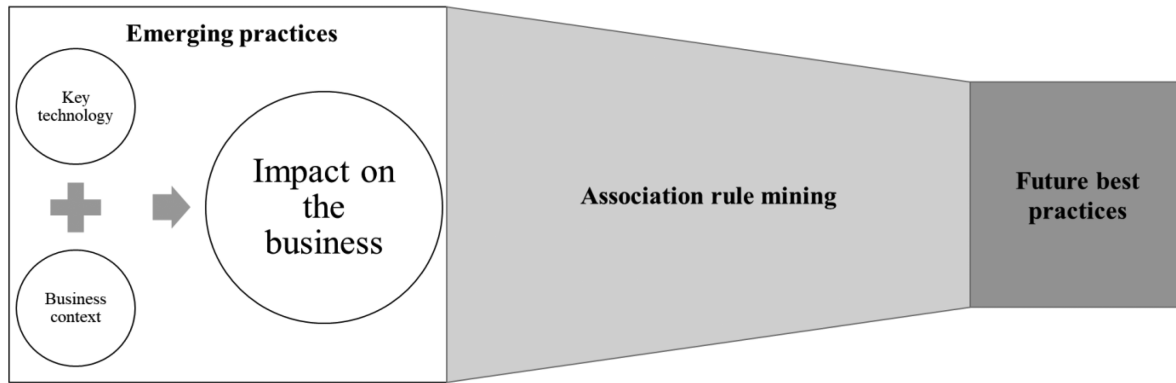 Emerging practices
Key
technology
Business
context
Impact on
the
business
Association rule mining
Future best
practices